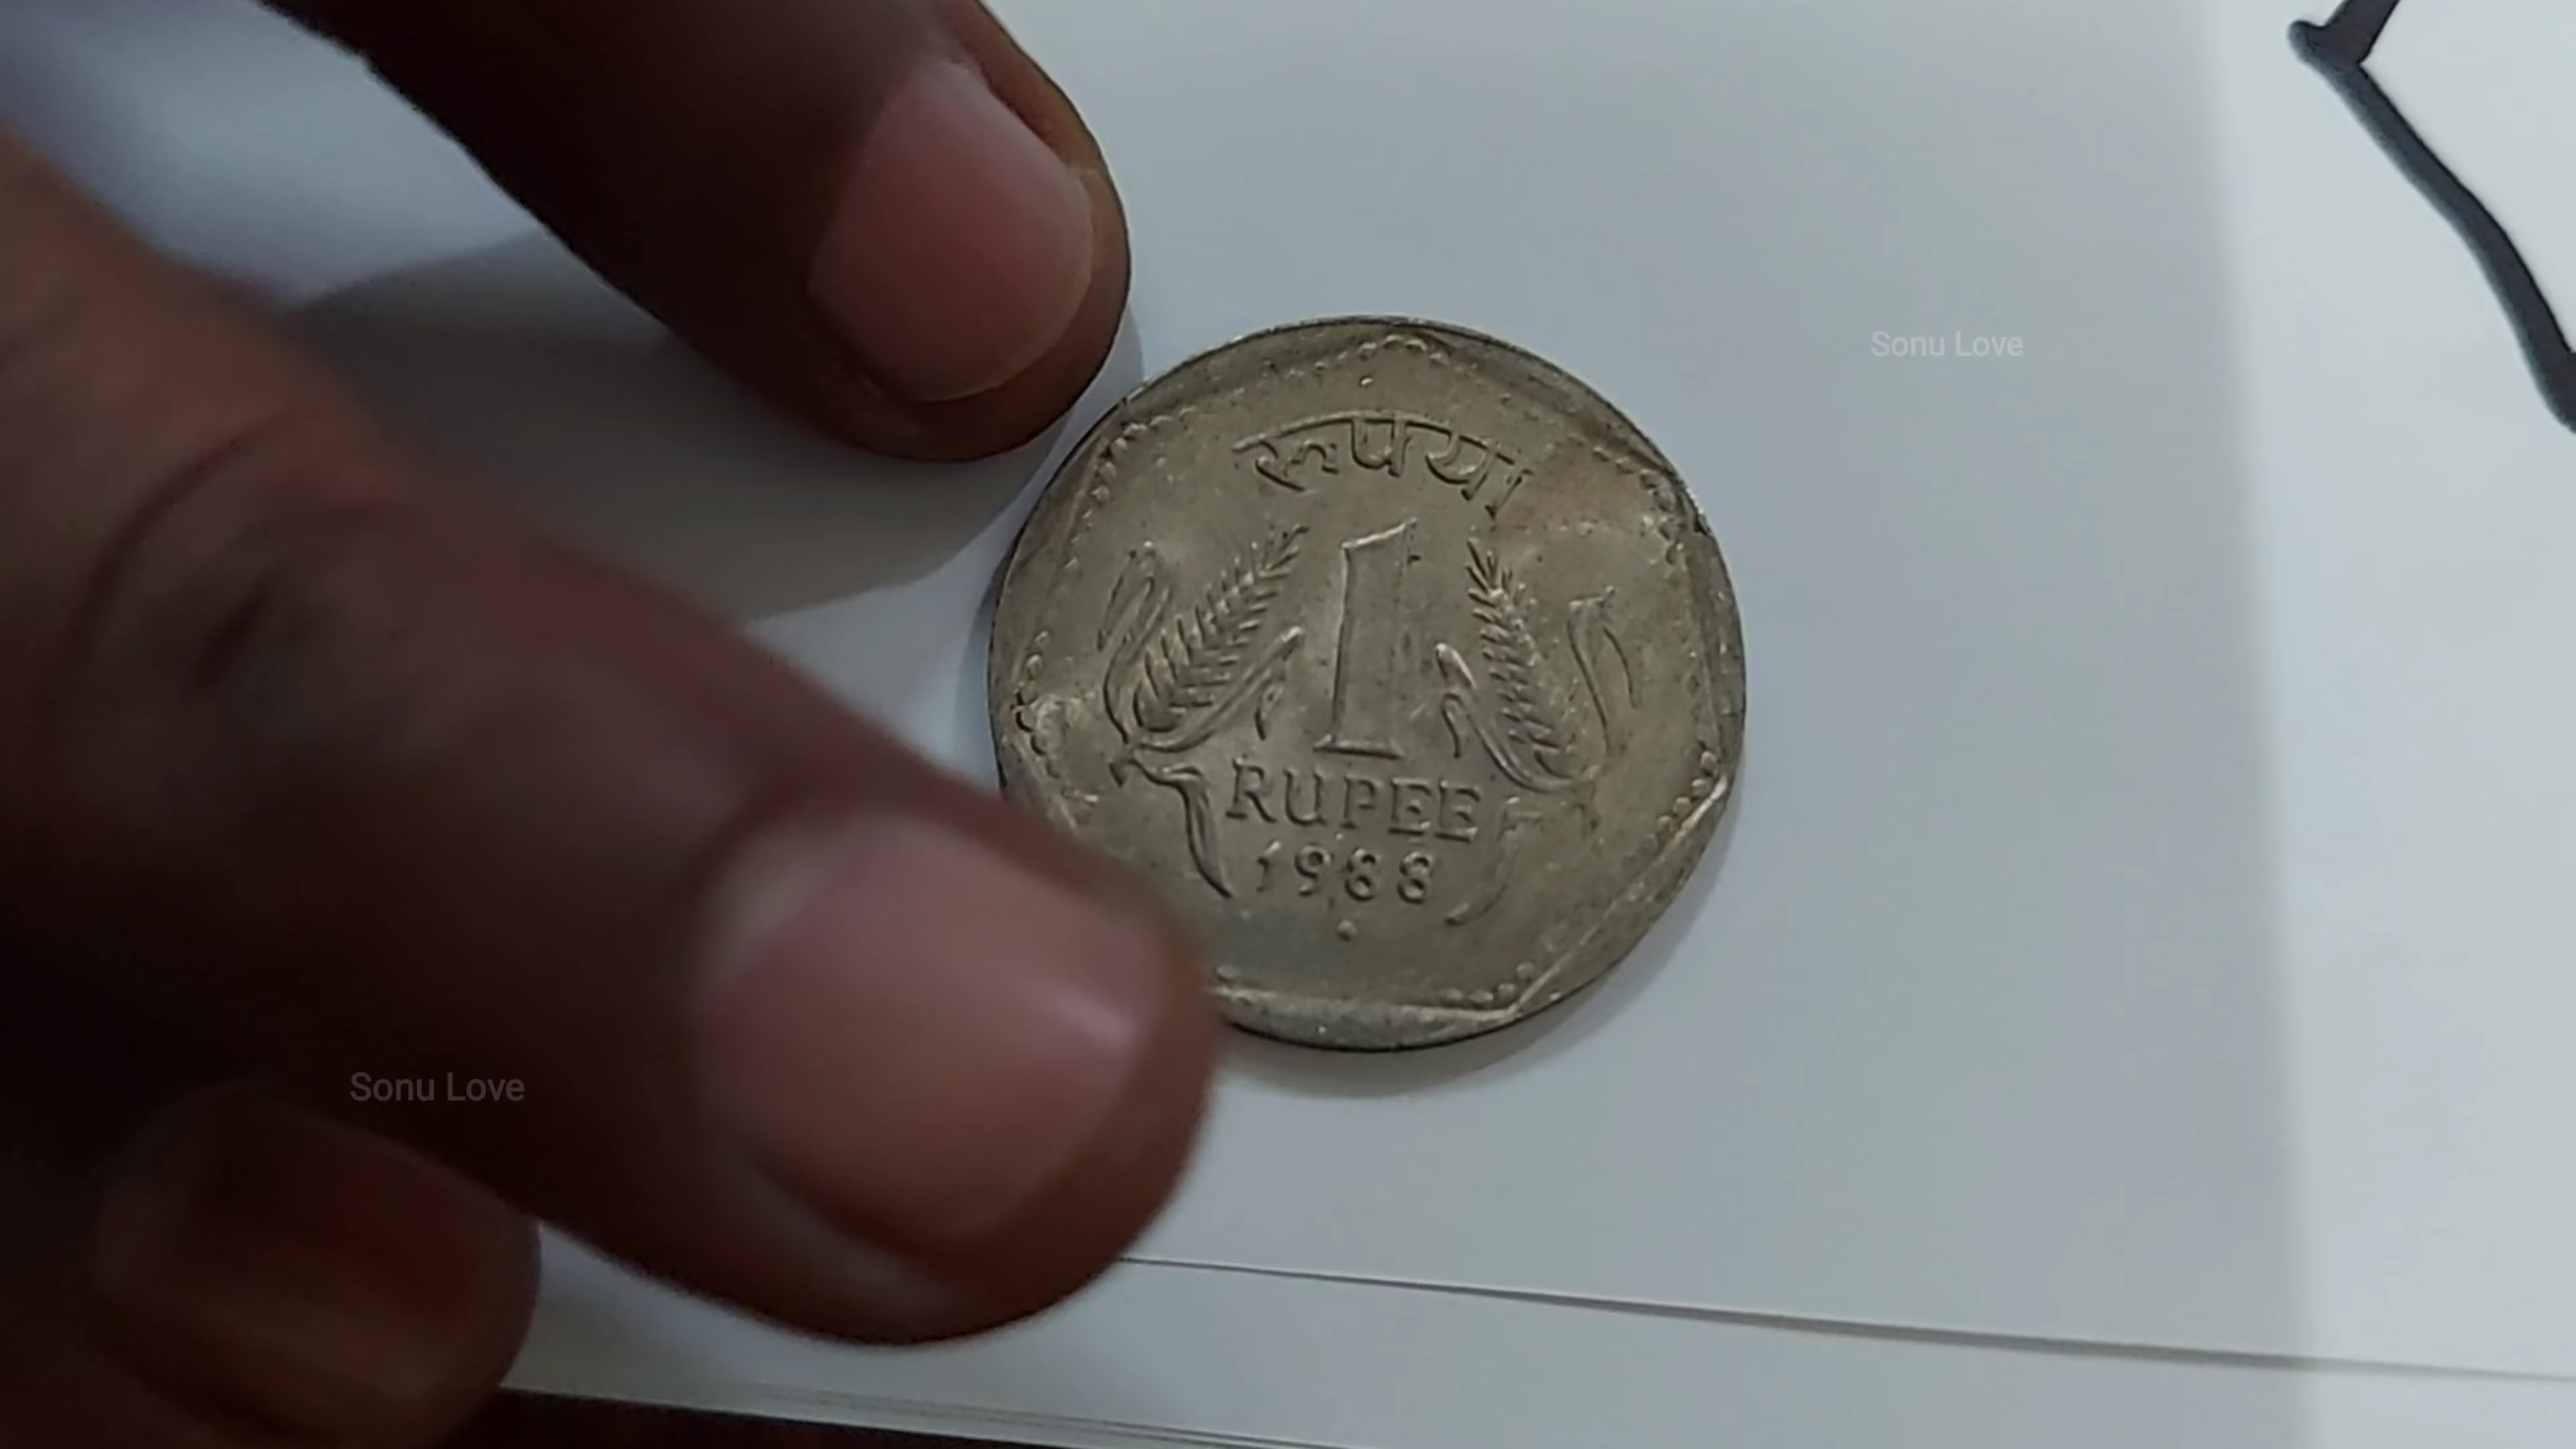 रूपया
1
RUPEE
1988
Sonu Love
Sonu Love